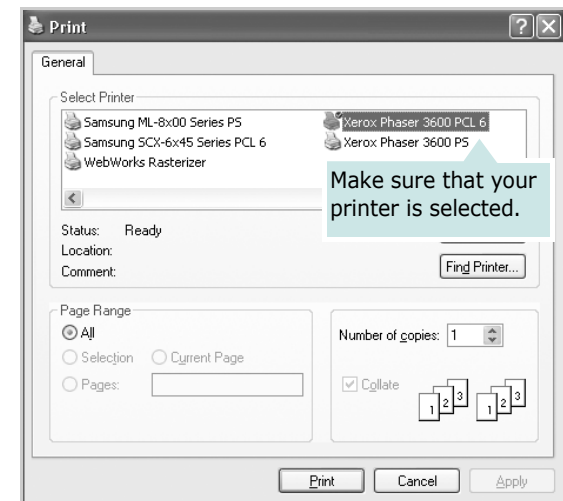 Print
General
Select Printer
Samsung ML-8x00 Series PS
Xerox Phaser 3600 PCL 6
Samsung SCX-6x45 Series PCL 6
Xerox Phaser 3600 PS
WebWorks Rasterizer
Make sure that your
printer is selected.
Status: Ready
Location:
Comment:
Find Printer...
Page Range
All
Selection Current Page
Pages:
Number of copies: 1
Collate
1 2 3 1 2 3
Print Cancel Apply